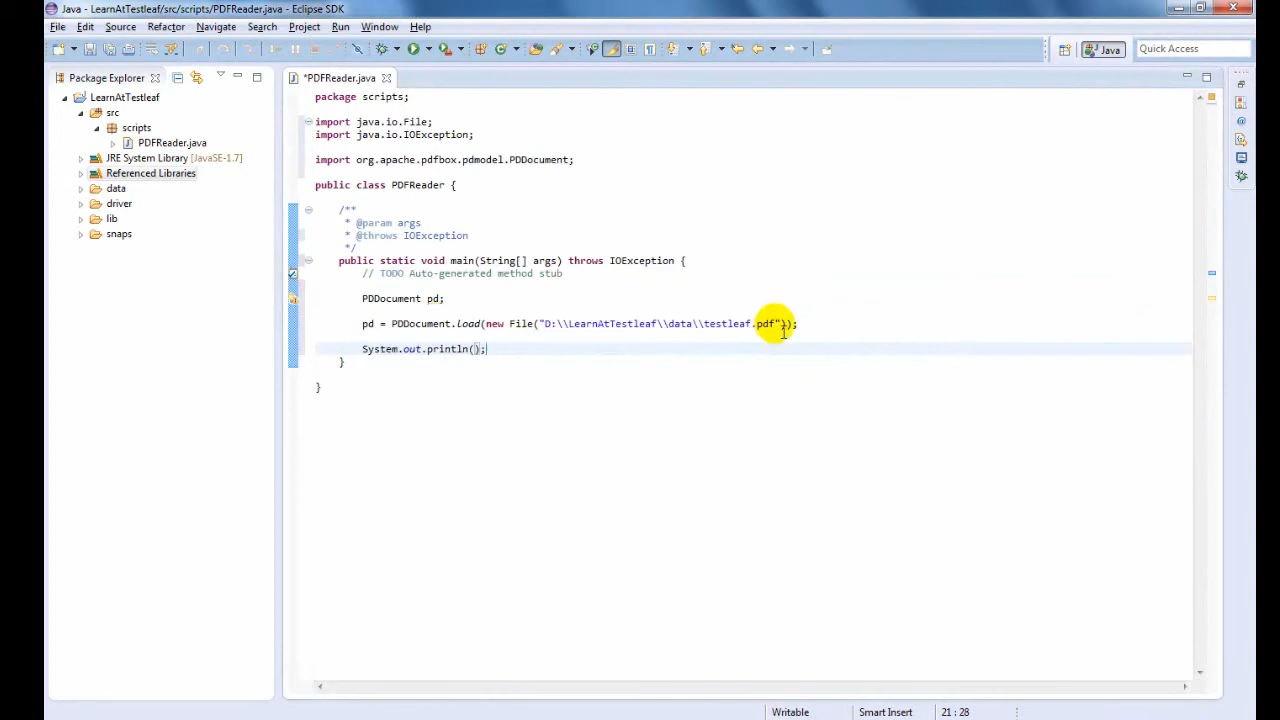 Java - LearnAtTestleaf/src/scripts/PDFReader.java - Eclipse SDK
File Edit Source Refactor Navigate Search Project Run Window Help
Java
Quick Access
Package Explorer
*PDFReader.java
LearnAtTestleaf
src
scripts
PDFReader.java
JRE System Library [JavaSE-1.7]
Referenced Libraries
data
driver
lib
snaps
package scripts;
import java.io.File;
import java.io.IOException;
import org.apache.pdfbox.pdmodel.PDDocument;
public class PDFReader {
/**
* @param args
* @throws IOException
*/
public static void main(String[] args) throws IOException {
// TODO Auto-generated method stub
PDDocument pd;
pd = PDDocument.load(new File("D:\\LearnAtTestleaf\\data\\testleaf.pdf"));
System.out.println();
}
}
Writable Smart Insert 21 : 28